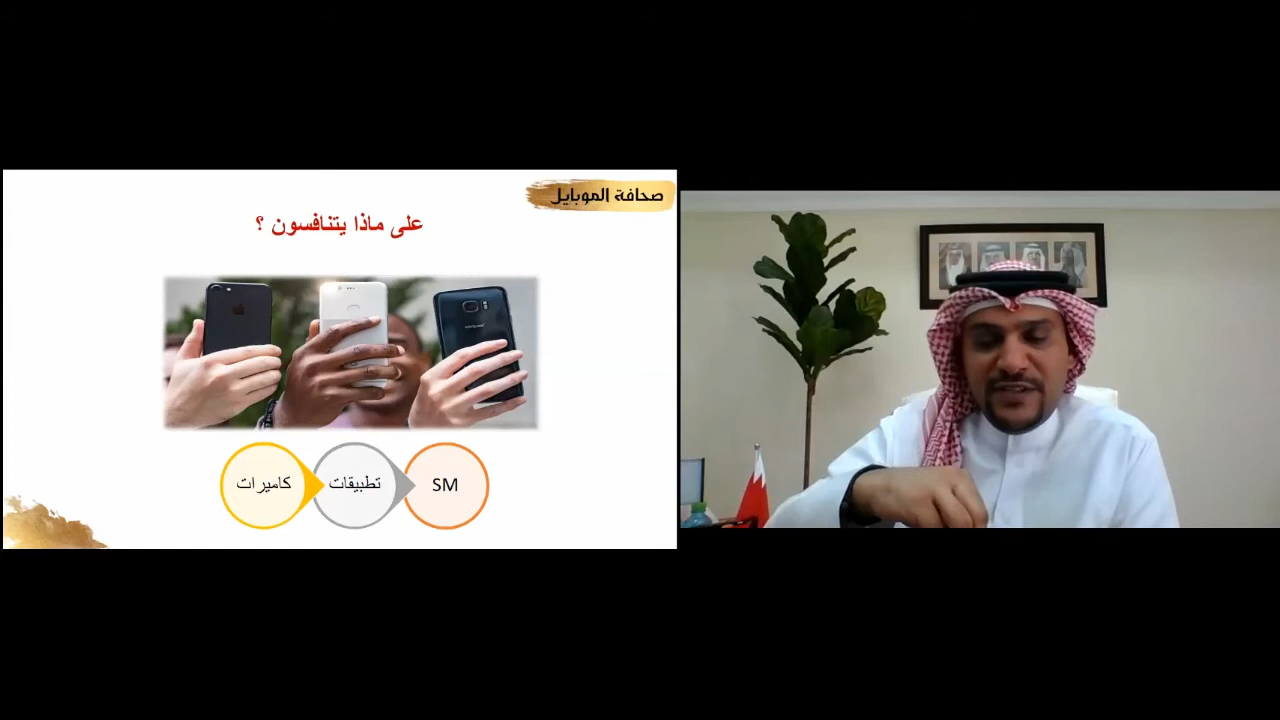 صحافة الموبايل
على ماذا يتنافسون ؟
كاميرات
تطبيقات
SM